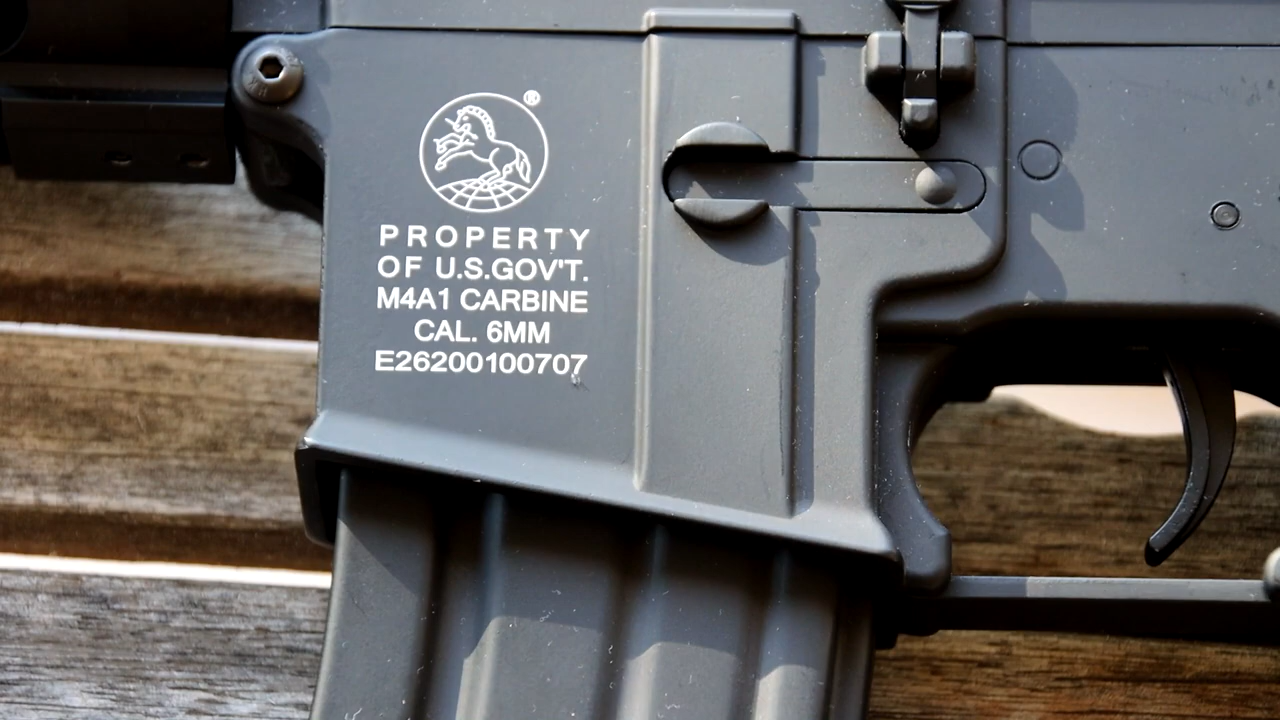 ®
PROPERTY
OF U.S.GOV'T.
M4A1 CARBINE
CAL. 6MM
E26200100707